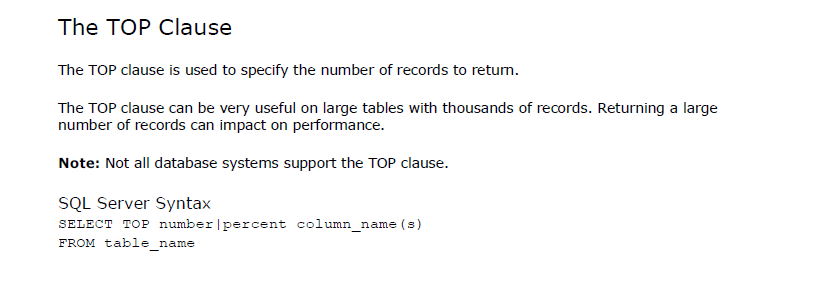 The TOP Clause
The TOP clause is used to specify the number of records to return.
The TOP clause can be very useful on large tables with thousands of records. Returning a large
number of records can impact on performance.
Note: Not all database systems support the TOP clause.
SQL Server Syntax
SELECT TOP number|percent column_name(s)
FROM table_name